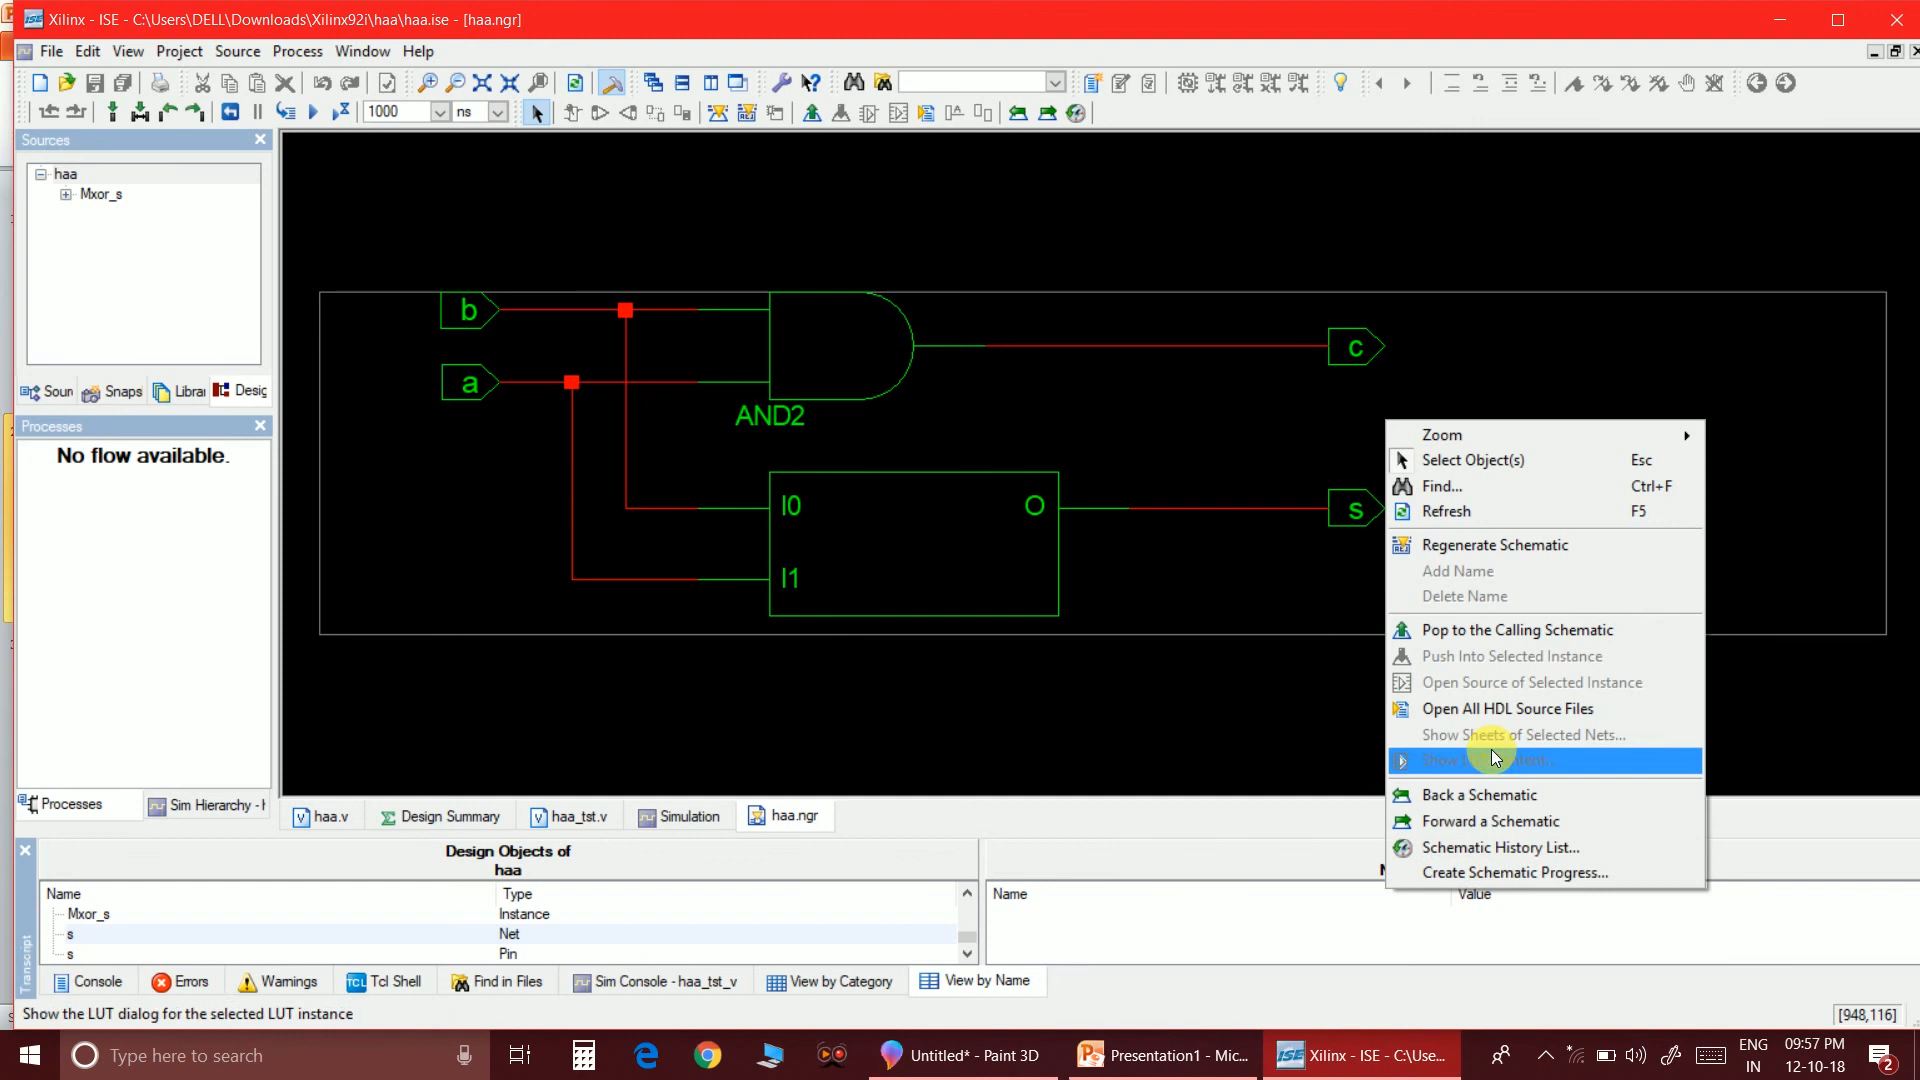 Xilinx - ISE - C:\Users\DELL\Downloads\Xilinx92i\haa\haa.ise - [haa.ngr]
File Edit View Project Source Process Window Help
1000 ns
Sources
haa
Mxor_s
Sour Snaps Librar Desig
Processes
No flow available.
Processes Sim Hierarchy - h
b
a
AND2
c
I0 O
I1
s
Zoom
Select Object(s) Esc
Find... Ctrl+F
Refresh F5
Regenerate Schematic
Add Name
Delete Name
Pop to the Calling Schematic
Push Into Selected Instance
Open Source of Selected Instance
Open All HDL Source Files
Show Sheets of Selected Nets...
Show
Back a Schematic
Forward a Schematic
Schematic History List...
Create Schematic Progress...
haa.v Design Summary haa_tst.v Simulation haa.ngr
Design Objects of
haa
Name Type
Mxor_s Instance
s Net
s Pin
Name Value
Transcript
Console Errors Warnings Tcl Shell Find in Files Sim Console - haa_tst_v View by Category View by Name
Show the LUT dialog for the selected LUT instance
[948,116]
Type here to search
Untitled* - Paint 3D
Presentation1 - Mic...
Xilinx - ISE - C:\Use...
ENG
IN
09:57 PM
12-10-18
2